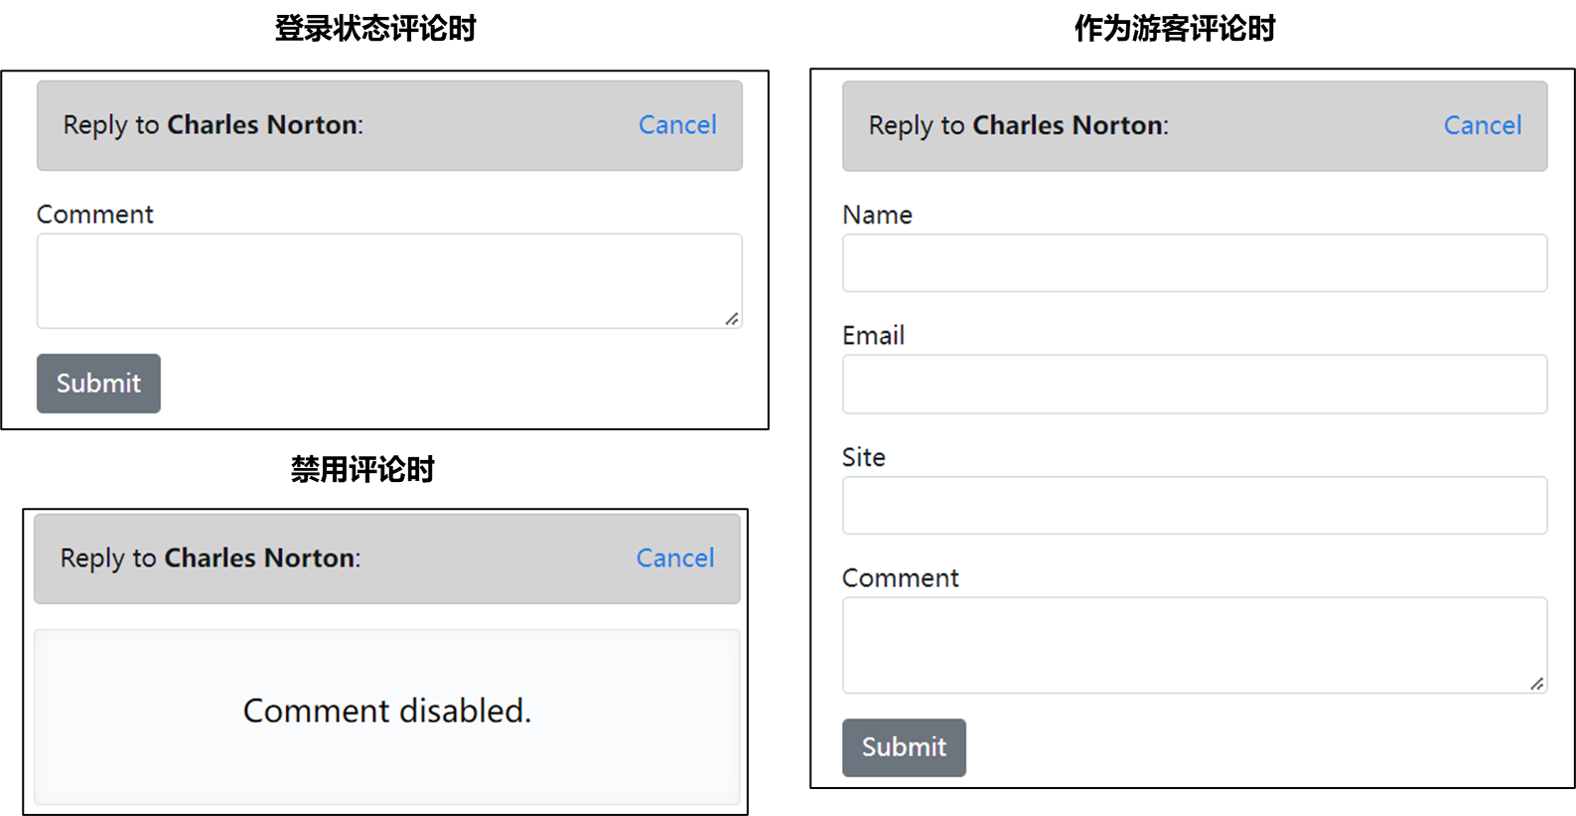 登录状态评论时
Reply to Charles Norton:
Cancel
Comment
Submit
禁用评论时
Reply to Charles Norton:
Cancel
Comment disabled.
作为游客评论时
Reply to Charles Norton:
Cancel
Name
Email
Site
Comment
Submit